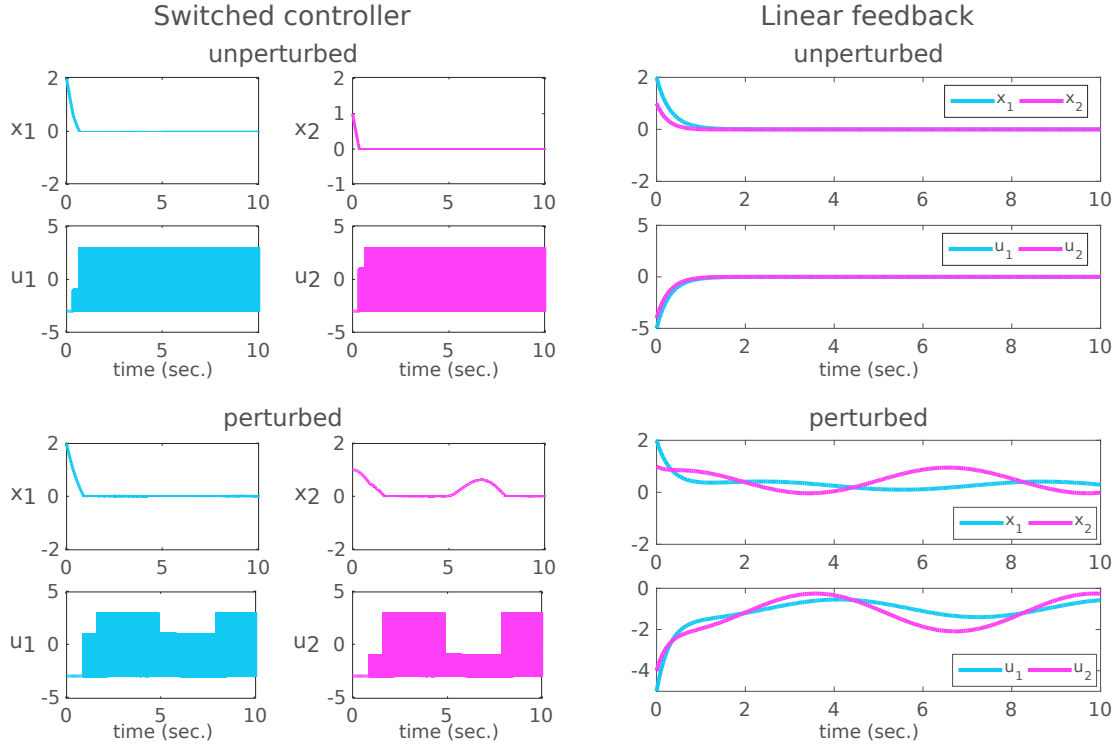 Switched controller
unperturbed
2
x1 0
-2
0 5 10
2
1
x2 0
-1
0 5 10
5
u1 0
-5
0 5 10
time (sec.)
5
u2 0
-5
0 5 10
time (sec.)
perturbed
2
x1 0
-2
0 5 10
2
x2 0
-2
0 5 10
5
u1 0
-5
0 5 10
time (sec.)
5
u2 0
-5
0 5 10
time (sec.)
Linear feedback
unperturbed
2
x1 x2
0
-2
0 2 4 6 8 10
5
u1 u2
0
-5
0 2 4 6 8 10
time (sec.)
perturbed
2
0
x1 x2
-2
0 2 4 6 8 10
0
-2
-4
u1 u2
0 2 4 6 8 10
time (sec.)